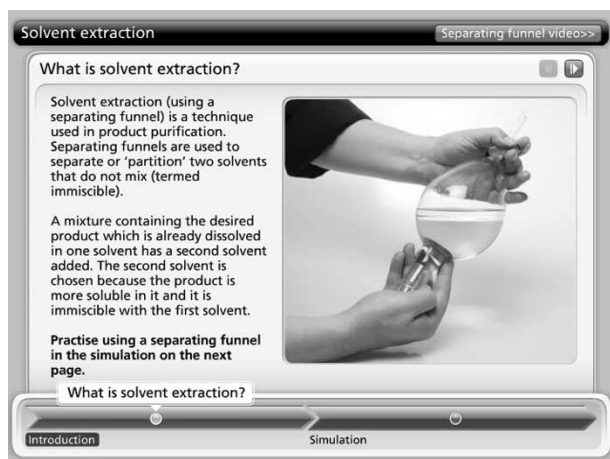 Solvent extraction
Separating funnel video>>
What is solvent extraction?
Solvent extraction (using a
separating funnel) is a technique
used in product purification.
Separating funnels are used to
separate or ‘partition’ two solvents
that do not mix (termed
immiscible).
A mixture containing the desired
product which is already dissolved
in one solvent has a second solvent
added. The second solvent is
chosen because the product is
more soluble in it and it is
immiscible with the first solvent.
Practise using a separating funnel
in the simulation on the next
page.
What is solvent extraction?
Introduction
Simulation